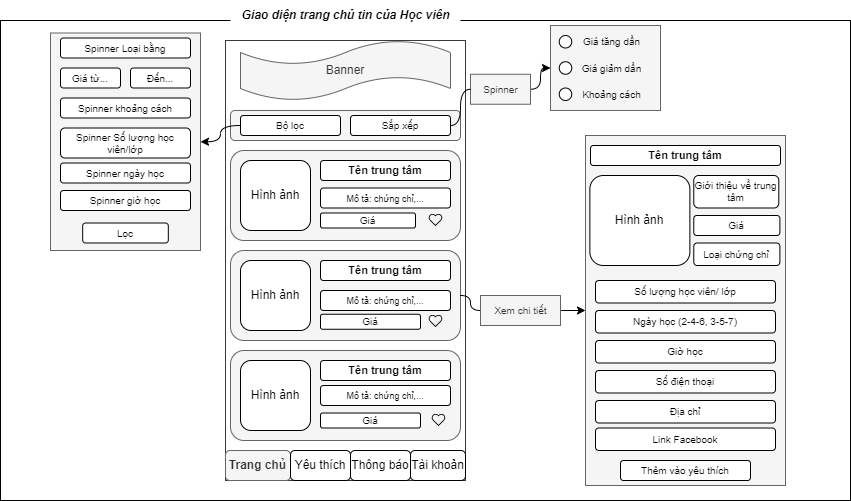 Giao diện trang chủ tin của Học viên
Spinner Loại bằng
Giá từ...
Đến...
Spinner khoảng cách
Spinner Số lượng học
viên/lớp
Spinner ngày học
Spinner giờ học
Lọc
Banner
Bộ lọc
Sắp xếp
Hình ảnh
Tên trung tâm
Mô tả: chứng chỉ,...
Giá
Hình ảnh
Tên trung tâm
Mô tả: chứng chỉ,...
Giá
Hình ảnh
Tên trung tâm
Mô tả: chứng chỉ,...
Giá
Trang chủ
Yêu thích
Thông báo
Tài khoản
Spinner
Giá tăng dần
Giá giảm dần
Khoảng cách
Xem chi tiết
Tên trung tâm
Hình ảnh
Giới thiệu về trung
tâm
Giá
Loại chứng chỉ
Số lượng học viên/ lớp
Ngày học (2-4-6, 3-5-7)
Giờ học
Số điện thoại
Địa chỉ
Link Facebook
Thêm vào yêu thích